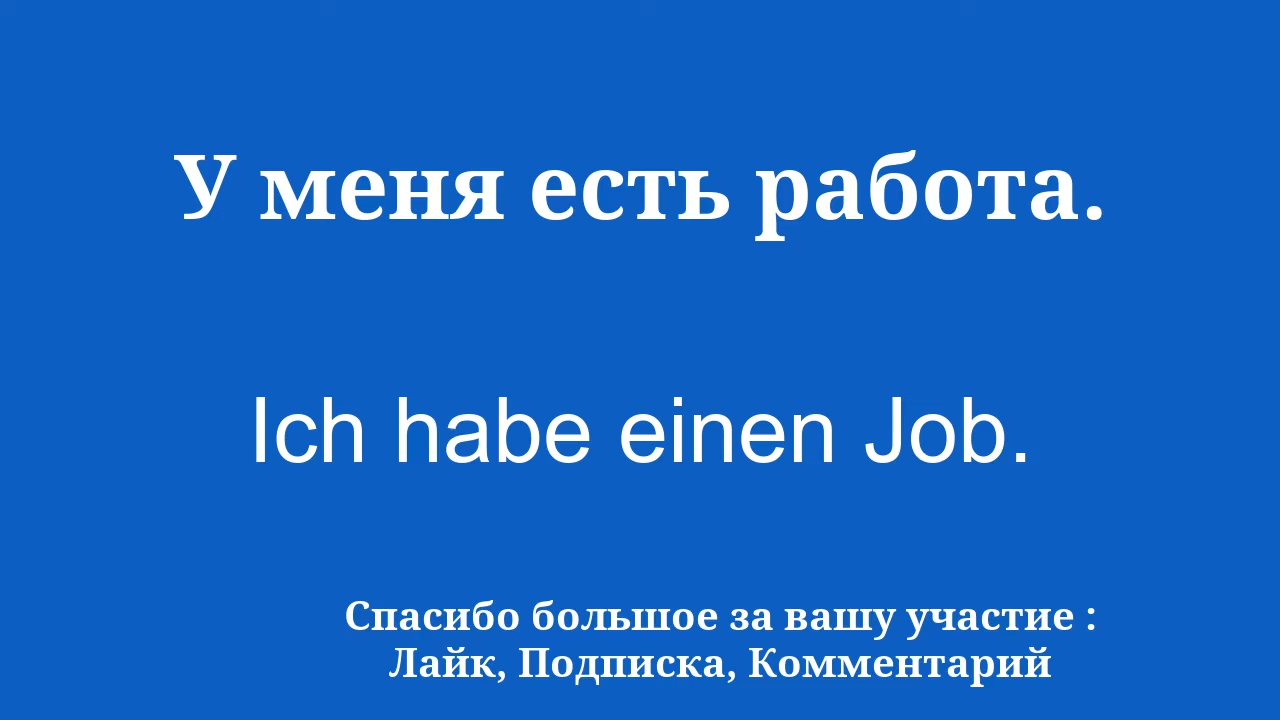 У меня есть работа.
Ich habe einen Job.
Спасибо большое за вашу участие :
Лайк, Подписка, Комментарий